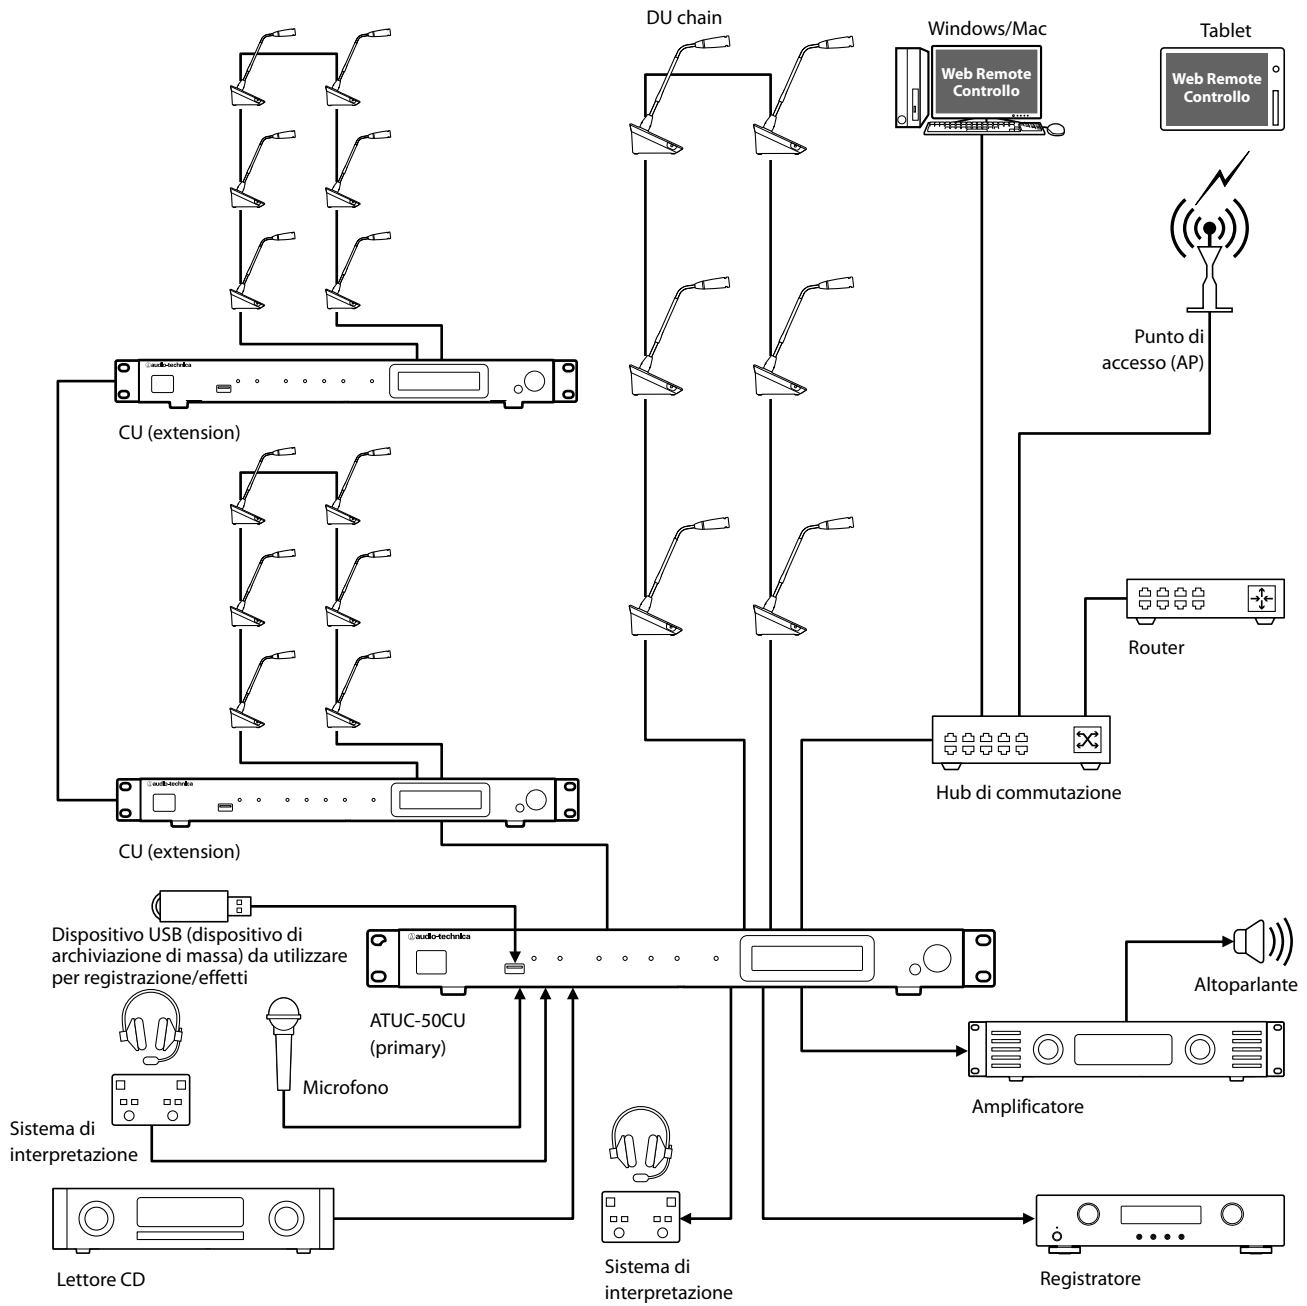 DU chain
Windows/Mac
Tablet
Web Remote
Controllo
Web Remote
Controllo
Punto di
accesso (AP)
audio-technica
CU (extension)
Router
Hub di commutazione
audio-technica
CU (extension)
Dispositivo USB (dispositivo di
archiviazione di massa) da utilizzare
per registrazione/effetti
audio-technica
ATUC-50CU
(primary)
Altoparlante
Microfono
Amplificatore
Sistema di
interpretazione
Lettore CD
Sistema di
interpretazione
Registratore